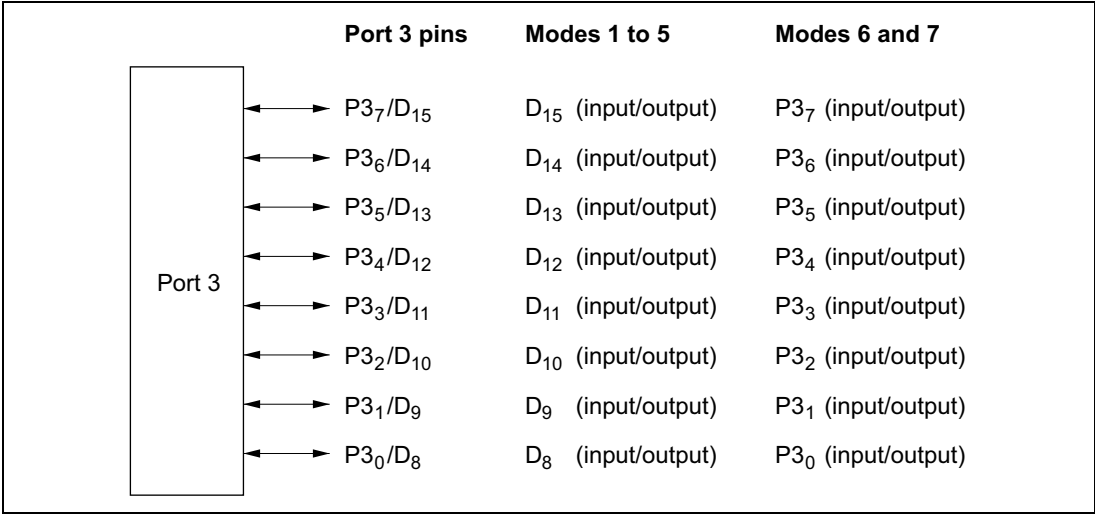 Port 3 pins Modes 1 to 5 Modes 6 and 7
P3₇/D₁₅ D₁₅ (input/output) P3₇ (input/output)
P3₆/D₁₄ D₁₄ (input/output) P3₆ (input/output)
P3₅/D₁₃ D₁₃ (input/output) P3₅ (input/output)
P3₄/D₁₂ D₁₂ (input/output) P3₄ (input/output)
Port 3
P3₃/D₁₁ D₁₁ (input/output) P3₃ (input/output)
P3₂/D₁₀ D₁₀ (input/output) P3₂ (input/output)
P3₁/D₉ D₉ (input/output) P3₁ (input/output)
P3₀/D₈ D₈ (input/output) P3₀ (input/output)